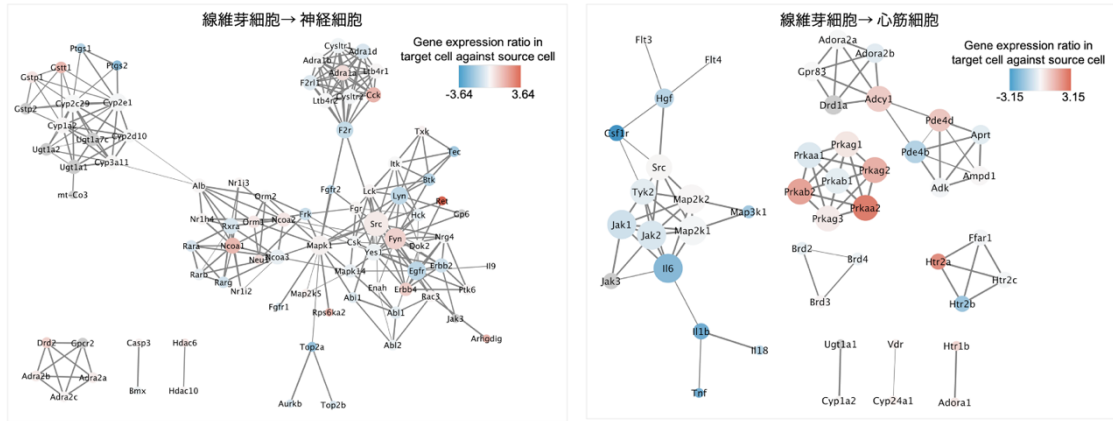 線維芽細胞→ 神経細胞
Gene expression ratio in
target cell against source cell
-3.64
3.64
Ptgs1
Gstp1
Gstt1
Ptgs2
Cyp2c29
Cyp2e1
Gstp2
Cyp1a2
Ugt1a7c
Cyp2d10
Ugt1a2
Ugt1a1
Cyp3a11
mt-Co3
Cysltr1
Adra1d
Adra1b
Adra1a
Ltb4r1
F2rl1
Cysltr2
Cck
Ltb4r2
F2r
Txk
Tec
Itk
Btk
Alb
Nr1i3
Orm2
Fgfr2
Lck
Lyn
Ret
Nr1h4
Orm1
Ncoa2
Frk
Fgr
Hck
Gp6
Rxra
Src
Rara
Ncoa1
Mapk1
Csk
Fyn
Dok2
Nrg4
Neu1
Ncoa3
Yes1
Rarb
Rarg
Mapk14
Egfr
Erbb2
Il9
Nr1i2
Map2k5
Enah
Abi1
Erbb4
Ptk6
Fgfr1
Rps6ka2
Abl1
Rac3
Jak3
Arhgdig
Abl2
Top2a
Aurkb
Top2b
Drd2
Gpcr2
Adra2b
Adra2a
Adra2c
Casp3
Bmx
Hdac6
Hdac10
線維芽細胞→ 心筋細胞
Gene expression ratio in
target cell against source cell
-3.15
3.15
Flt3
Flt4
Hgf
Csf1r
Src
Tyk2
Map2k2
Map3k1
Jak1
Jak2
Map2k1
Il6
Jak3
Il1b
Il18
Tnf
Adora2a
Adora2b
Gpr83
Drd1a
Adcy1
Pde4d
Pde4b
Aprt
Adk
Ampd1
Prkag1
Prkaa1
Prkag2
Prkab1
Prkab2
Prkag3
Prkaa2
Brd2
Brd4
Brd3
Ffar1
Htr2a
Htr2c
Htr2b
Ugt1a1
Cyp1a2
Vdr
Cyp24a1
Htr1b
Adora1